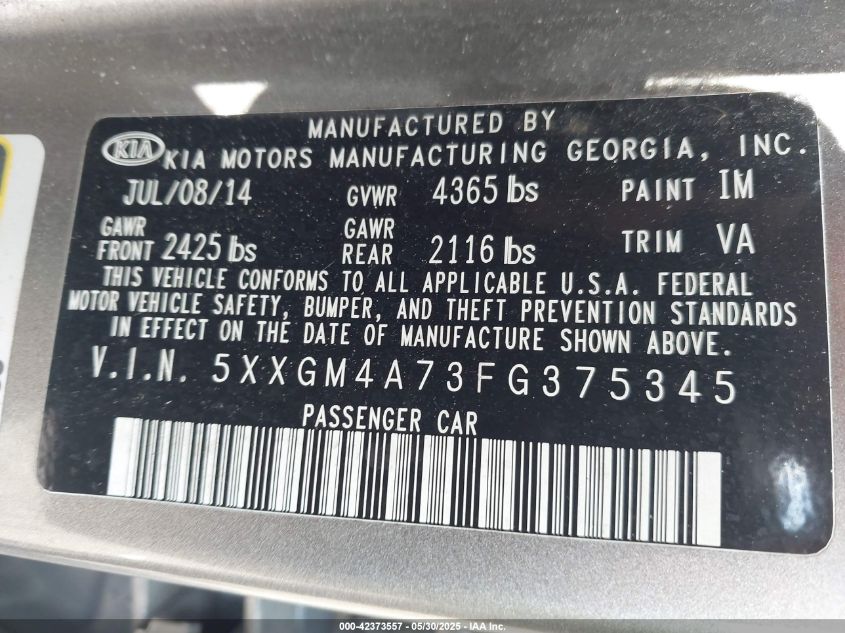 MANUFACTURED BY
KIA KIA MOTORS MANUFACTURING GEORGIA, INC.
JUL/08/14 GVWR 4365 lbs PAINT IM
GAWR FRONT 2425 lbs GAWR REAR 2116 lbs TRIM VA
THIS VEHICLE CONFORMS TO ALL APPLICABLE U.S.A. FEDERAL
MOTOR VEHICLE SAFETY, BUMPER, AND THEFT PREVENTION STANDARDS
IN EFFECT ON THE DATE OF MANUFACTURE SHOWN ABOVE.
V.I.N. 5XXGM4A73FG375345
PASSENGER CAR
000-42373557 - 05/30/2025 - IAA Inc.